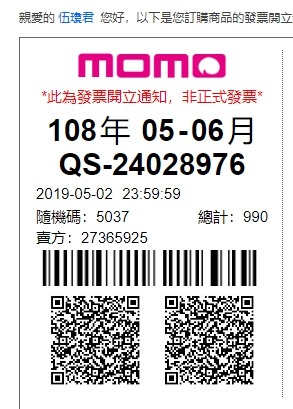 親愛的 伍瓊君 您好，以下是您訂購商品的發票開立
momo
*此為發票開立通知，非正式發票*
108年 05-06月
QS-24028976
2019-05-02 23:59:59
隨機碼：5037 總計：990
賣方：27365925